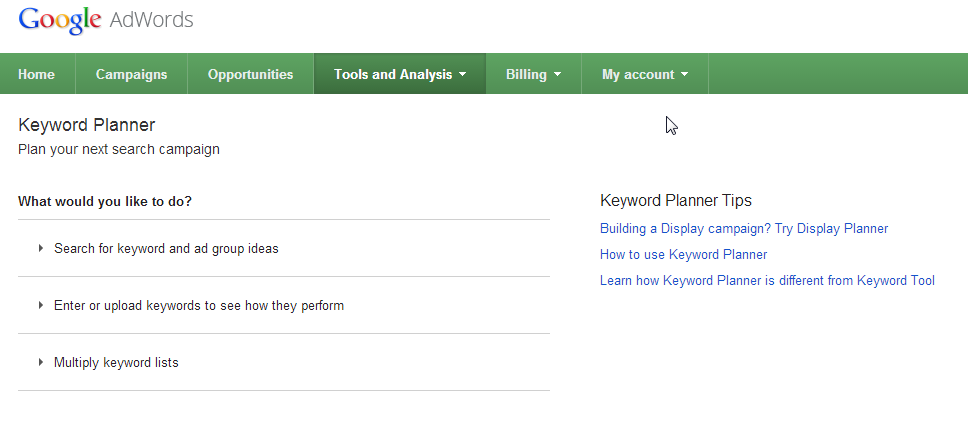 Google AdWords
Home Campaigns Opportunities Tools and Analysis Billing My account
Keyword Planner
Plan your next search campaign
What would you like to do?
Search for keyword and ad group ideas
Enter or upload keywords to see how they perform
Multiply keyword lists
Keyword Planner Tips
Building a Display campaign? Try Display Planner
How to use Keyword Planner
Learn how Keyword Planner is different from Keyword Tool